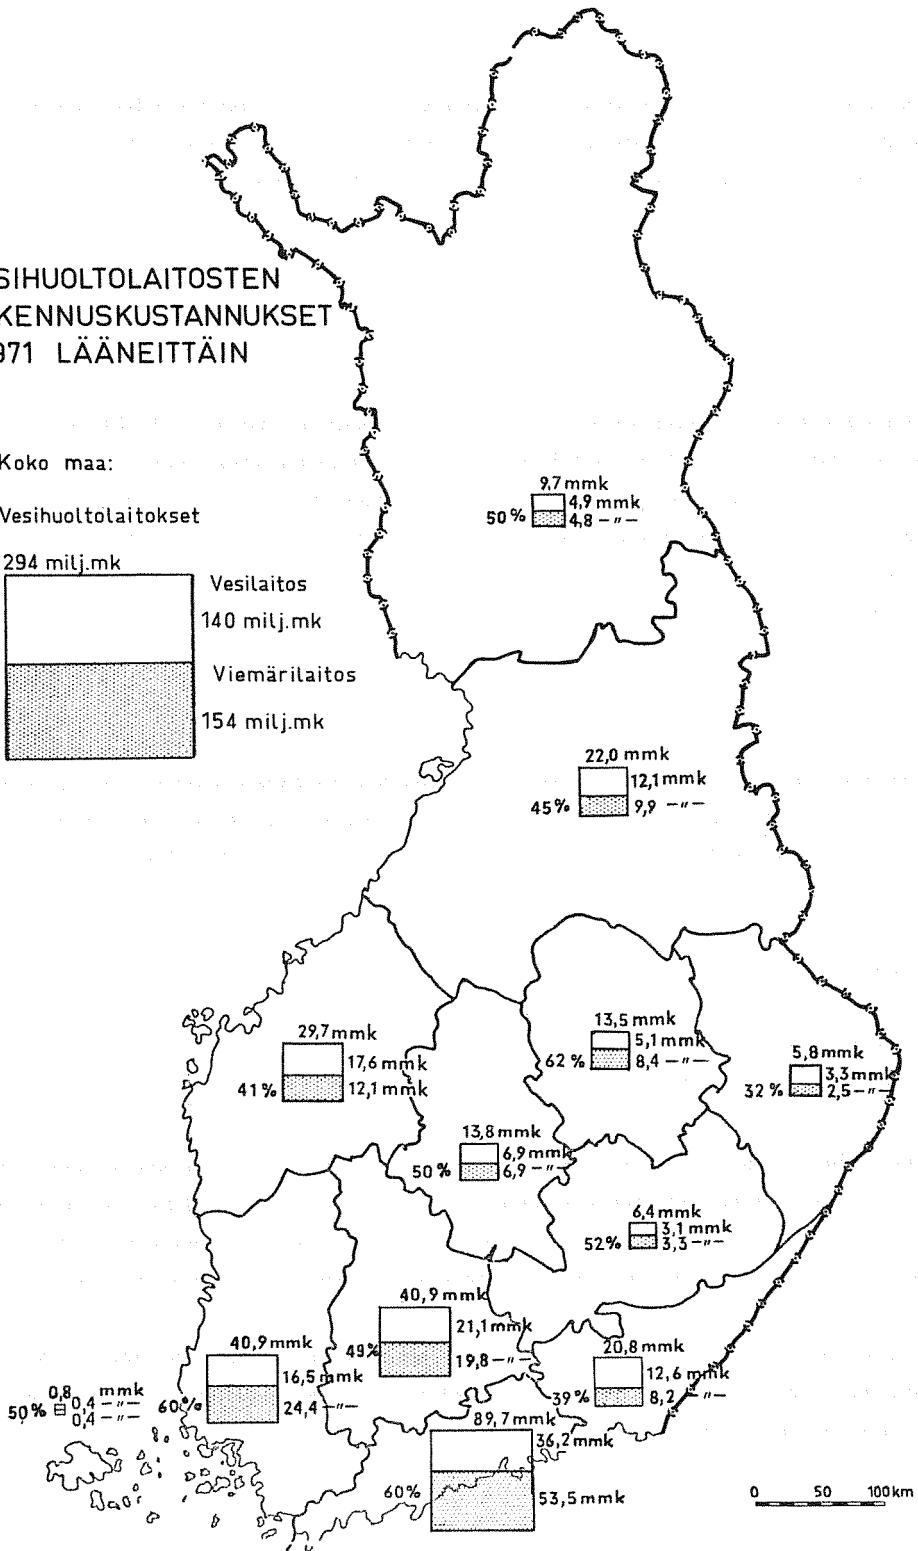 SIHUOLTOLAITOSTEN
KENNUSKUSTANNUKSET
971 LÄÄNEITTÄIN
Koko maa:
Vesihuoltolaitokset
294 milj.mk
Vesilaitos
140 milj.mk
Viemärilaitos
154 milj.mk
9,7 mmk
4,9 mmk
50 % 4,8 –"–
22,0 mmk
12,1 mmk
45 % 9,9 –"–
29,7 mmk
17,6 mmk
41 % 12,1 mmk
13,5 mmk
5,1 mmk
62 % 8,4 –"–
5,8 mmk
3,3 mmk
32 % 2,5 –"–
13,8 mmk
6,9 mmk
50 % 6,9 –"–
6,4 mmk
3,1 mmk
52 % 3,3 –"–
40,9 mmk
21,1 mmk
49% 19,8 –"–
40,9 mmk
16,5 mmk
60% 24,4 –"–
20,8 mmk
12,6 mmk
39 % 8,2 –"–
0,8 mmk
0,4 –"–
50 % 0,4 –"–
89,7 mmk
36,2 mmk
60% 53,5 mmk
0 50 100 km